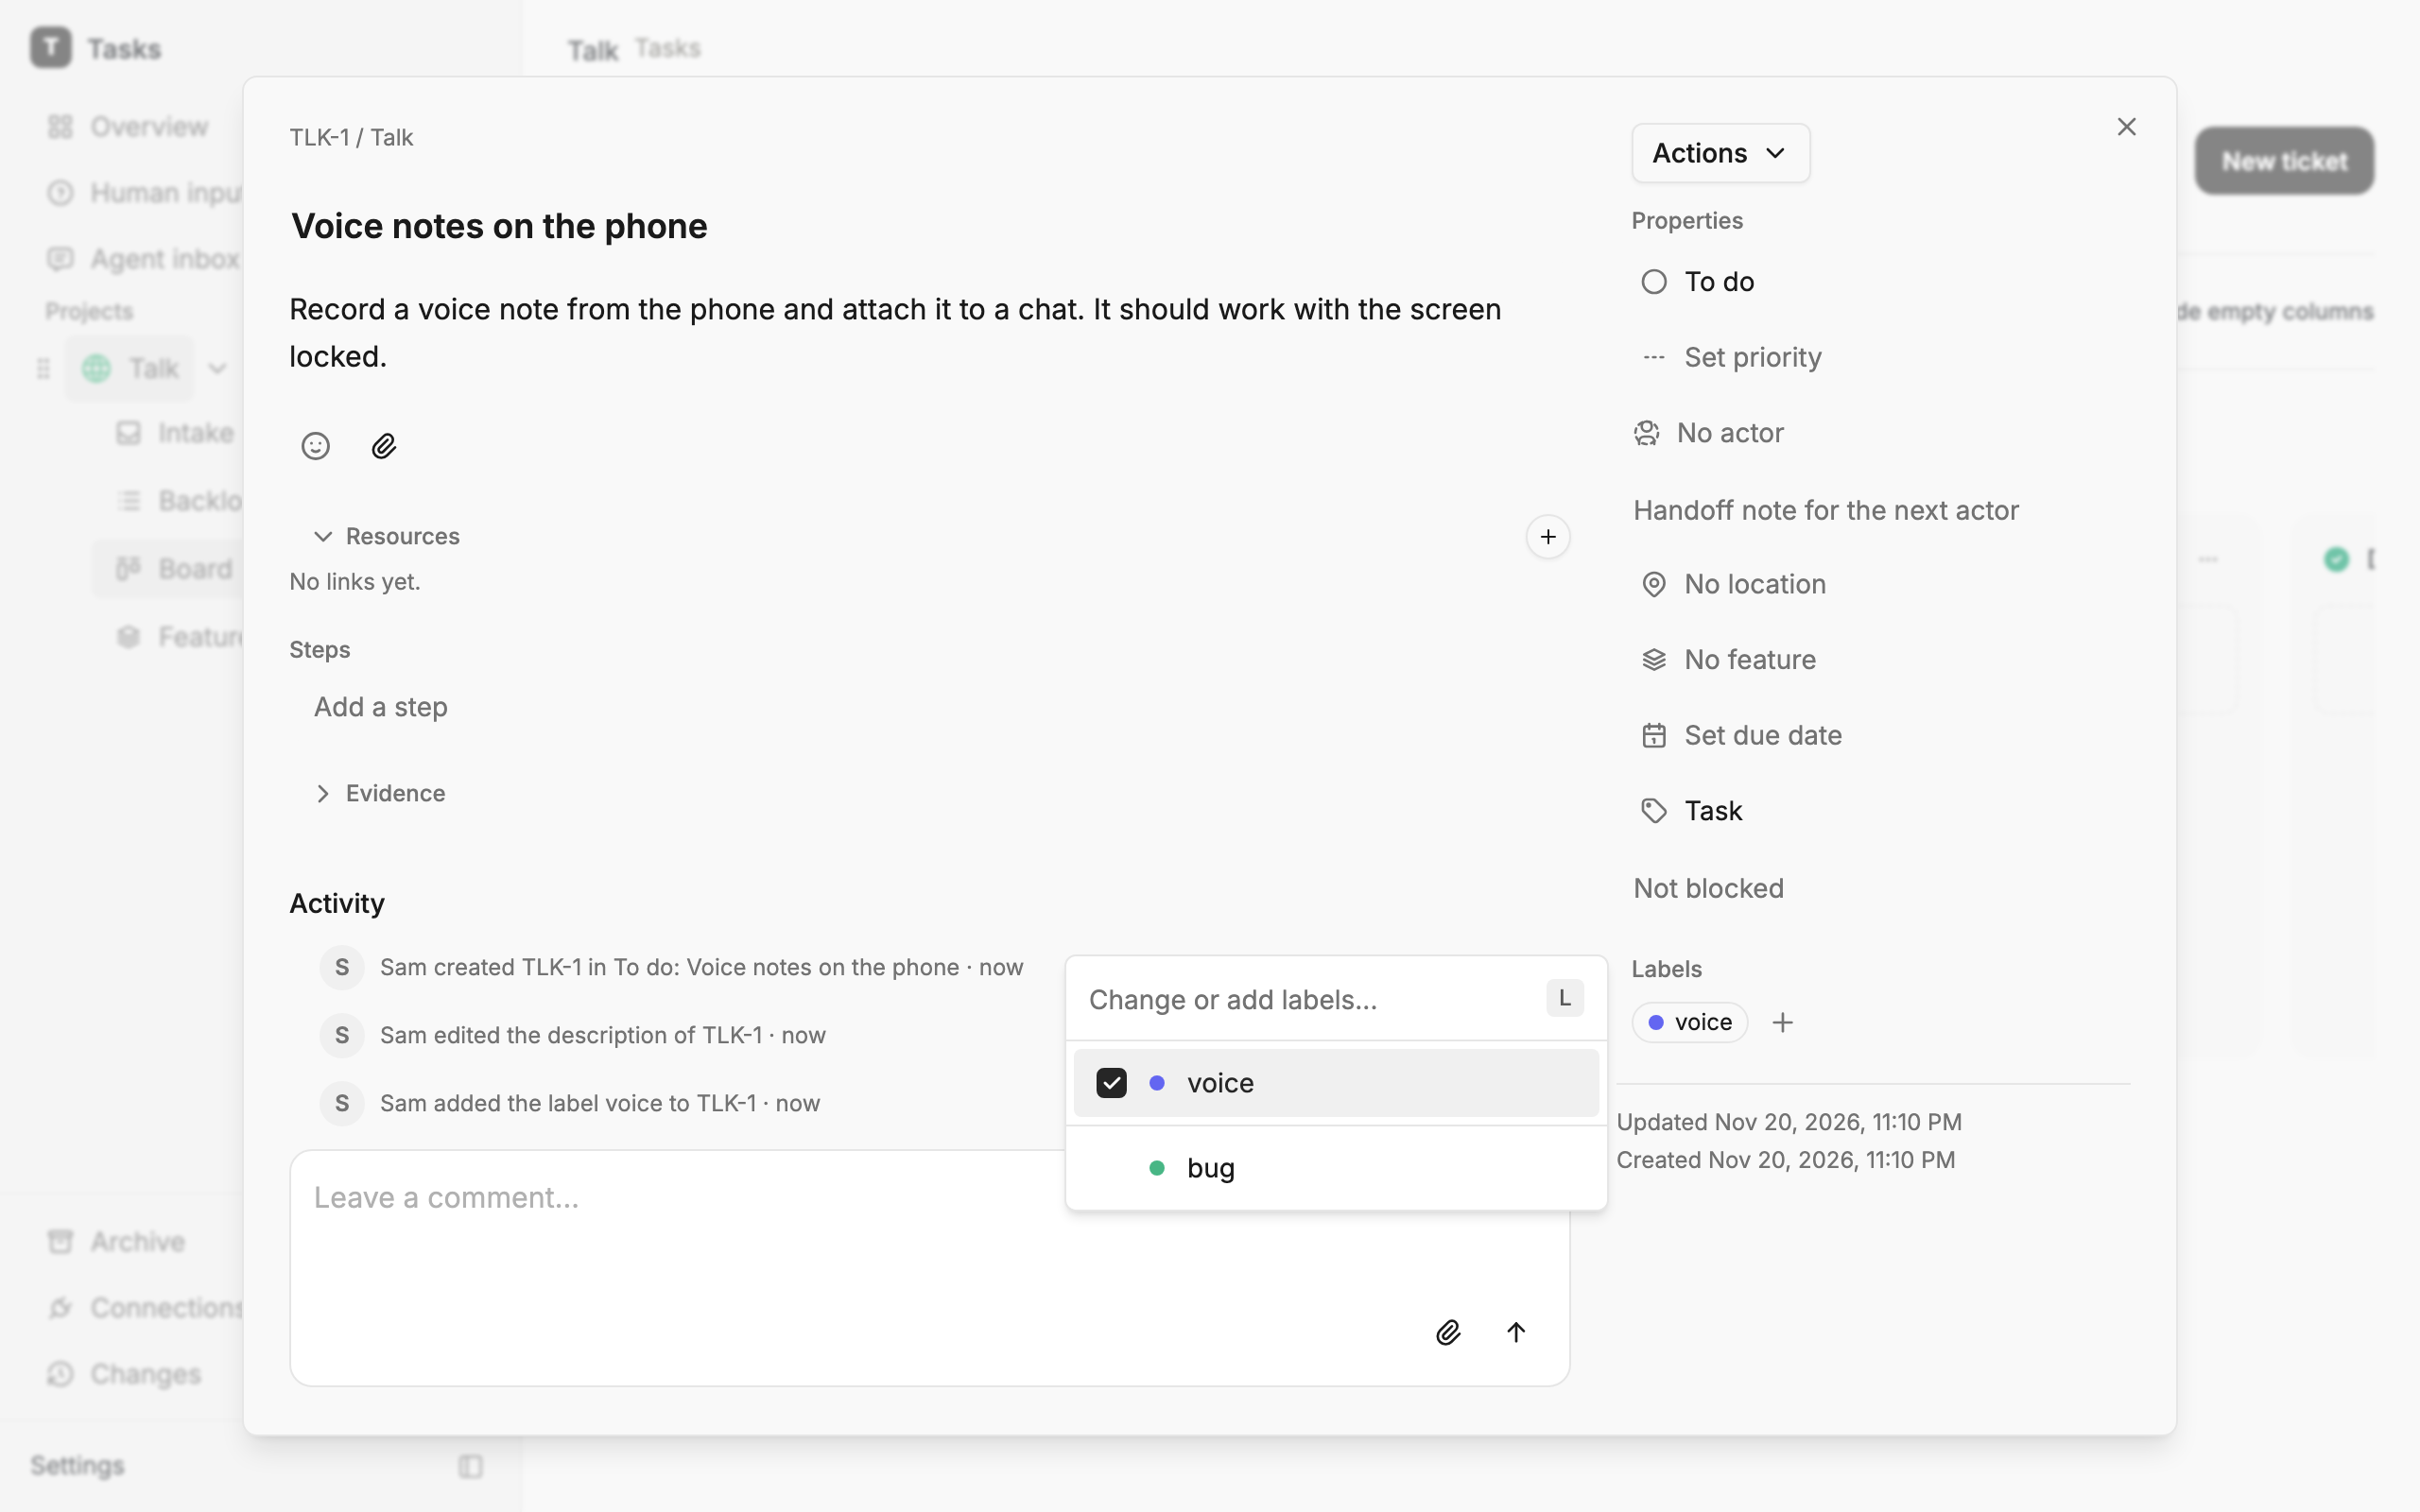 T Tasks
Overview
Human
Agent inbox
Projects
Talk
Intake
Board
Archive
Connections
Changes
Settings
Talk Tasks
New ticket
empty columns
TLK-1 / Talk
Voice notes on the phone
Record a voice note from the phone and attach it to a chat. It should work with the screen
locked.
Resources
No links yet.
Steps
Add a step
Evidence
Activity
S Sam created TLK-1 in To do: Voice notes on the phone · now
S Sam edited the description of TLK-1 · now
S Sam added the label voice to TLK-1 · now
Leave a comment...
Change or add labels... L
voice
bug
Actions
Properties
To do
Set priority
No actor
Handoff note for the next actor
No location
No feature
Set due date
Task
Not blocked
Labels
voice
Updated Nov 20, 2026, 11:10 PM
Created Nov 20, 2026, 11:10 PM